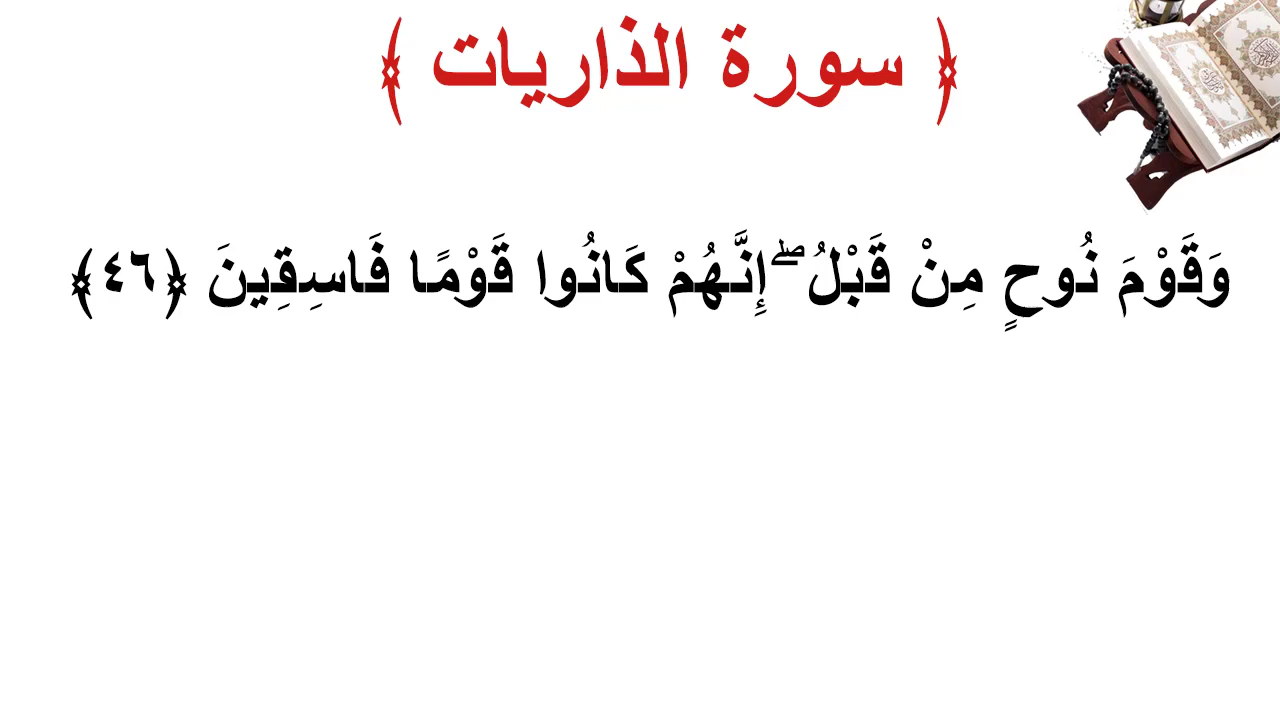 ﴿ سورة الذاريات ﴾
وَقَوْمَ نُوحٍ مِنْ قَبْلُ ۖ إِنَّهُمْ كَانُوا قَوْمًا فَاسِقِينَ ﴿٤٦﴾